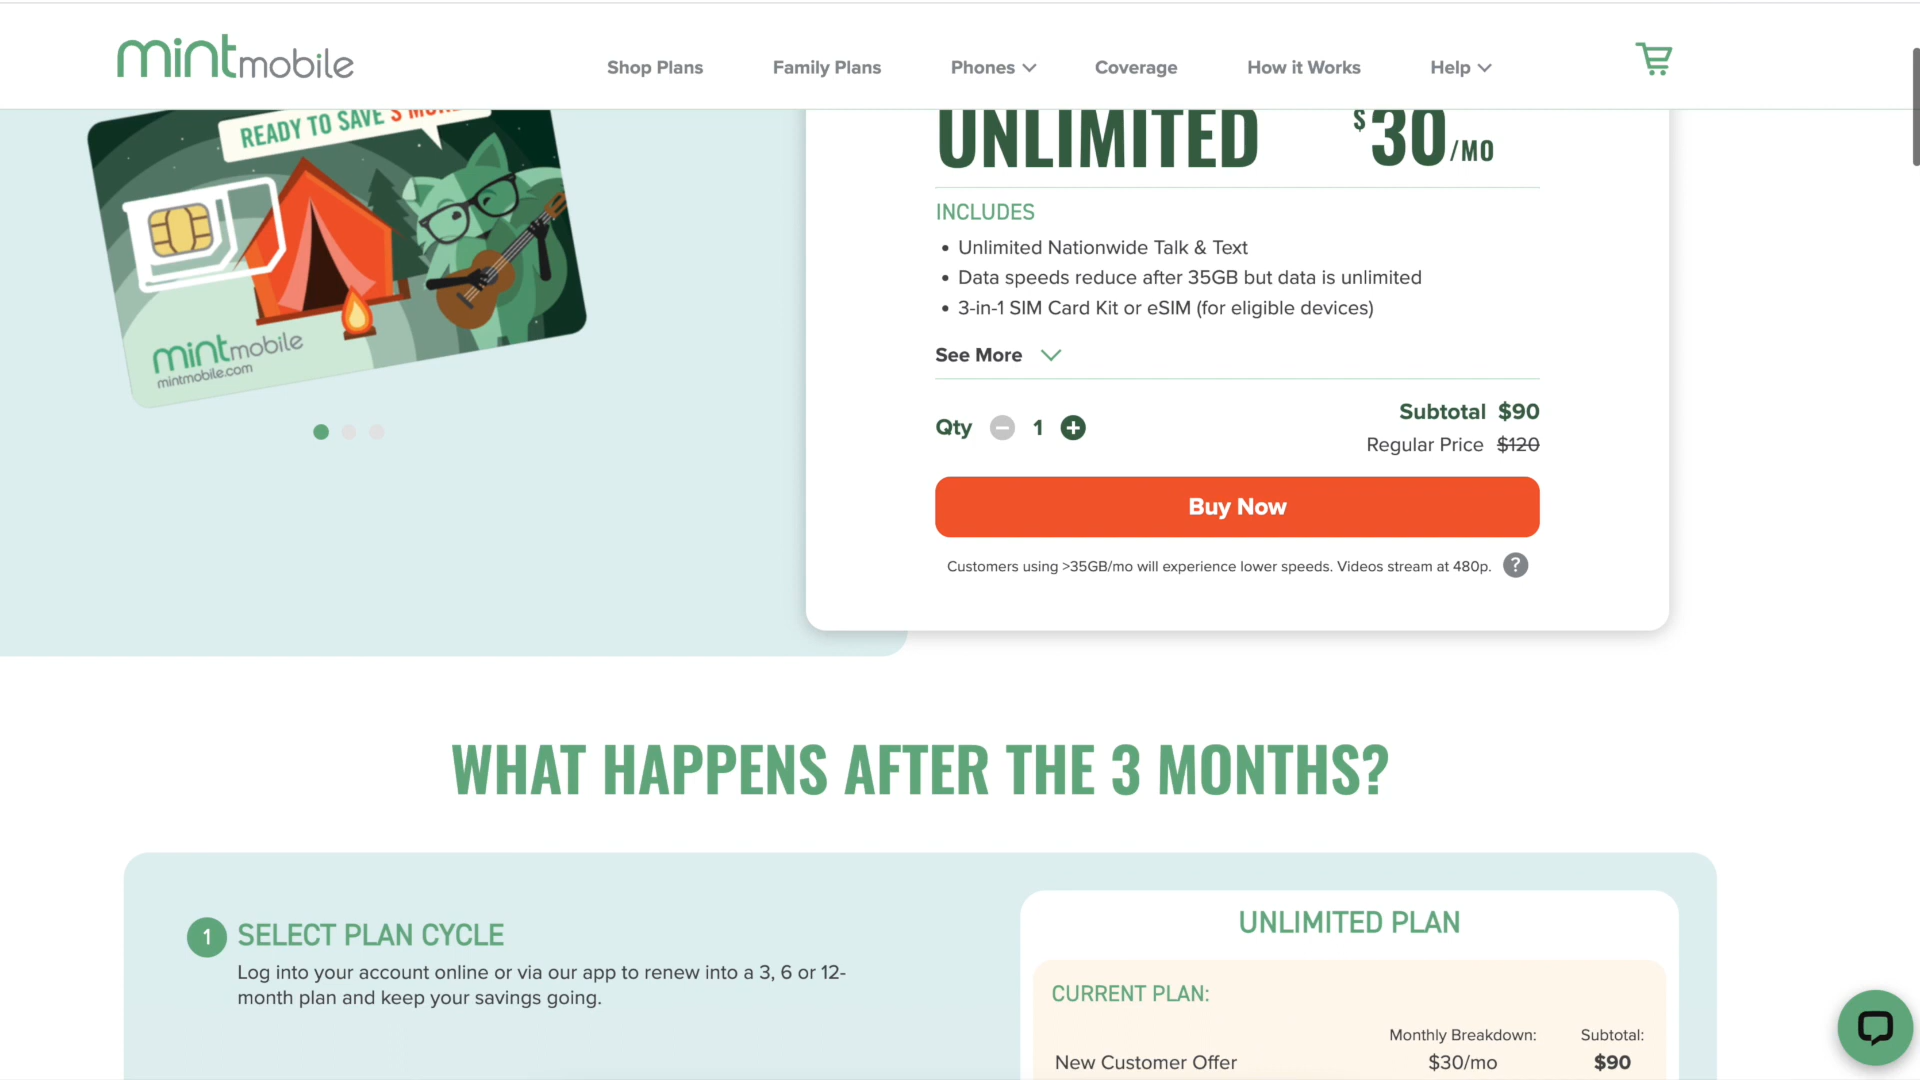 mintmobile
Shop Plans
Family Plans
Phones
Coverage
How it Works
Help
READY TO SAVE
mintmobile
mintmobile.com
UNLIMITED
$30/MO
INCLUDES
• Unlimited Nationwide Talk & Text
• Data speeds reduce after 35GB but data is unlimited
• 3-in-1 SIM Card Kit or eSIM (for eligible devices)
See More
Qty
1
Subtotal $90
Regular Price $120
Buy Now
Customers using >35GB/mo will experience lower speeds. Videos stream at 480p.
?
WHAT HAPPENS AFTER THE 3 MONTHS?
1
SELECT PLAN CYCLE
Log into your account online or via our app to renew into a 3, 6 or 12-
month plan and keep your savings going.
UNLIMITED PLAN
CURRENT PLAN:
Monthly Breakdown:
Subtotal:
New Customer Offer
$30/mo
$90